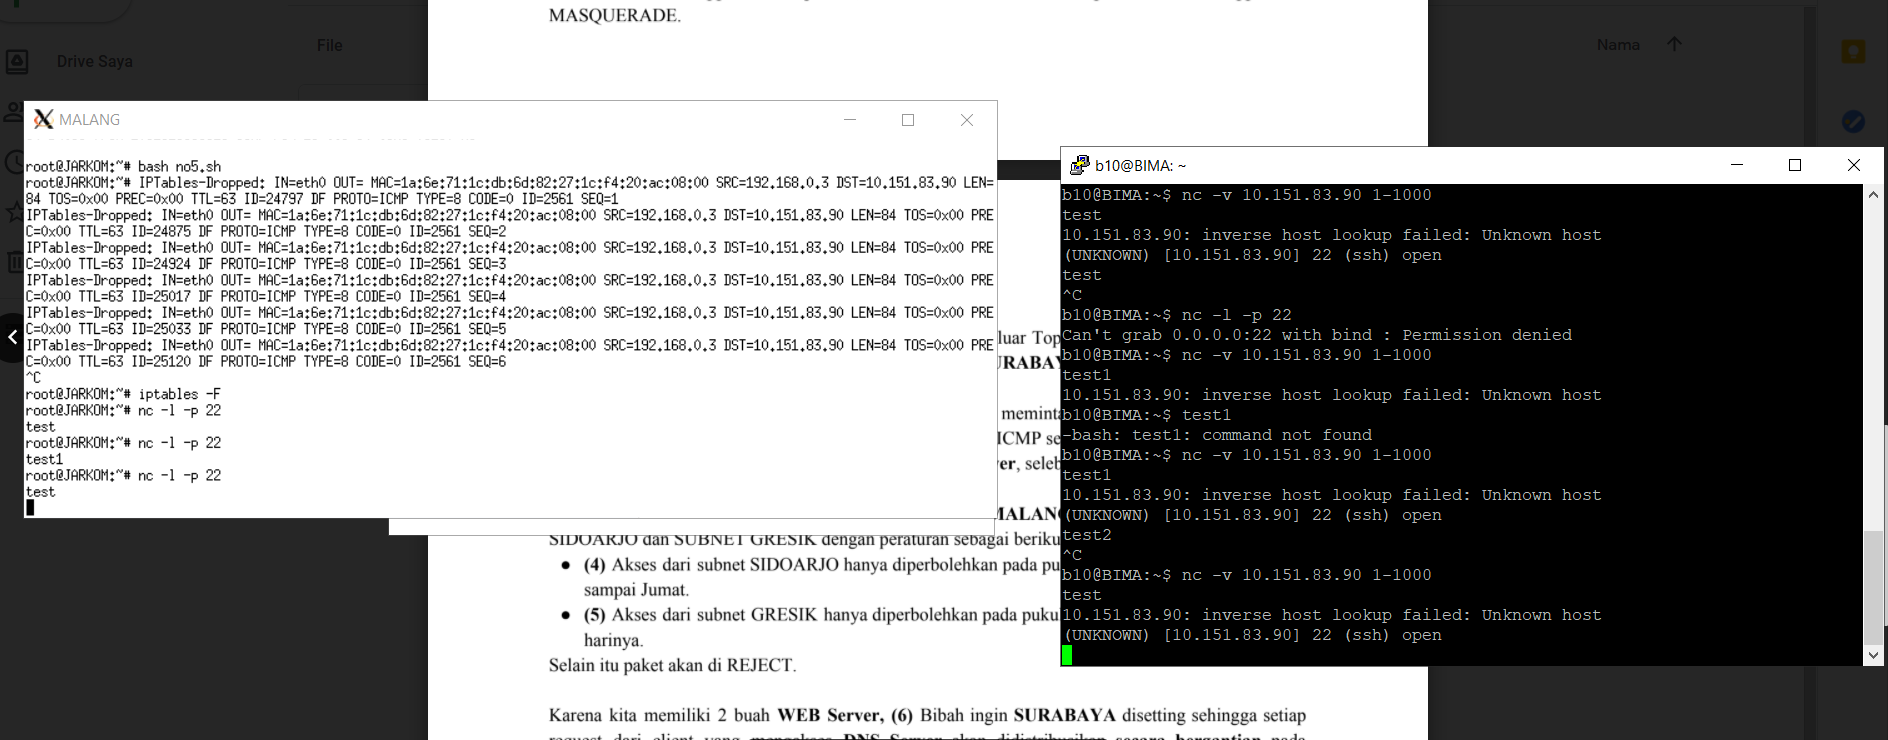 MASQUERADE.
Drive Saya
File
Nama
MALANG
root@JARKOM:~# bash no5.sh
root@JARKOM:~# IPTables-Dropped: IN=eth0 OUT= MAC=1a:6e:71:1c:db:6d:82:27:1c:f4:20:ac:08:00 SRC=192.168.0.3 DST=10.151.83.90 LEN=
84 TOS=0x00 PREC=0x00 TTL=63 ID=24797 DF PROTO=ICMP TYPE=8 CODE=0 ID=2561 SEQ=1
IPTables-Dropped: IN=eth0 OUT= MAC=1a:6e:71:1c:db:6d:82:27:1c:f4:20:ac:08:00 SRC=192.168.0.3 DST=10.151.83.90 LEN=84 TOS=0x00 PRE
C=0x00 TTL=63 ID=24875 DF PROTO=ICMP TYPE=8 CODE=0 ID=2561 SEQ=2
IPTables-Dropped: IN=eth0 OUT= MAC=1a:6e:71:1c:db:6d:82:27:1c:f4:20:ac:08:00 SRC=192.168.0.3 DST=10.151.83.90 LEN=84 TOS=0x00 PRE
C=0x00 TTL=63 ID=24924 DF PROTO=ICMP TYPE=8 CODE=0 ID=2561 SEQ=3
IPTables-Dropped: IN=eth0 OUT= MAC=1a:6e:71:1c:db:6d:82:27:1c:f4:20:ac:08:00 SRC=192.168.0.3 DST=10.151.83.90 LEN=84 TOS=0x00 PRE
C=0x00 TTL=63 ID=25017 DF PROTO=ICMP TYPE=8 CODE=0 ID=2561 SEQ=4
IPTables-Dropped: IN=eth0 OUT= MAC=1a:6e:71:1c:db:6d:82:27:1c:f4:20:ac:08:00 SRC=192.168.0.3 DST=10.151.83.90 LEN=84 TOS=0x00 PRE
C=0x00 TTL=63 ID=25033 DF PROTO=ICMP TYPE=8 CODE=0 ID=2561 SEQ=5
IPTables-Dropped: IN=eth0 OUT= MAC=1a:6e:71:1c:db:6d:82:27:1c:f4:20:ac:08:00 SRC=192.168.0.3 DST=10.151.83.90 LEN=84 TOS=0x00 PRE
C=0x00 TTL=63 ID=25120 DF PROTO=ICMP TYPE=8 CODE=0 ID=2561 SEQ=6
^C
root@JARKOM:~# iptables -F
root@JARKOM:~# nc -l -p 22
test
root@JARKOM:~# nc -l -p 22
test1
root@JARKOM:~# nc -l -p 22
test
b10@BIMA: ~
b10@BIMA:~$ nc -v 10.151.83.90 1-1000
test
10.151.83.90: inverse host lookup failed: Unknown host
(UNKNOWN) [10.151.83.90] 22 (ssh) open
test
^C
b10@BIMA:~$ nc -l -p 22
Can't grab 0.0.0.0:22 with bind : Permission denied
b10@BIMA:~$ nc -v 10.151.83.90 1-1000
test1
10.151.83.90: inverse host lookup failed: Unknown host
b10@BIMA:~$ test1
-bash: test1: command not found
b10@BIMA:~$ nc -v 10.151.83.90 1-1000
test1
10.151.83.90: inverse host lookup failed: Unknown host
(UNKNOWN) [10.151.83.90] 22 (ssh) open
test2
^C
b10@BIMA:~$ nc -v 10.151.83.90 1-1000
test
10.151.83.90: inverse host lookup failed: Unknown host
(UNKNOWN) [10.151.83.90] 22 (ssh) open
luar Top
URABAY
meminta
ICMP se
er, seleb
MALANG
SIDOARJO dan SUBNET GRESIK dengan peraturan sebagai beriku
● (4) Akses dari subnet SIDOARJO hanya diperbolehkan pada pu
sampai Jumat.
● (5) Akses dari subnet GRESIK hanya diperbolehkan pada puku
harinya.
Selain itu paket akan di REJECT.
Karena kita memiliki 2 buah WEB Server, (6) Bibah ingin SURABAYA disetting sehingga setiap
request dari client yang mengakses DNS Server akan didistribusikan secara bergantian pada